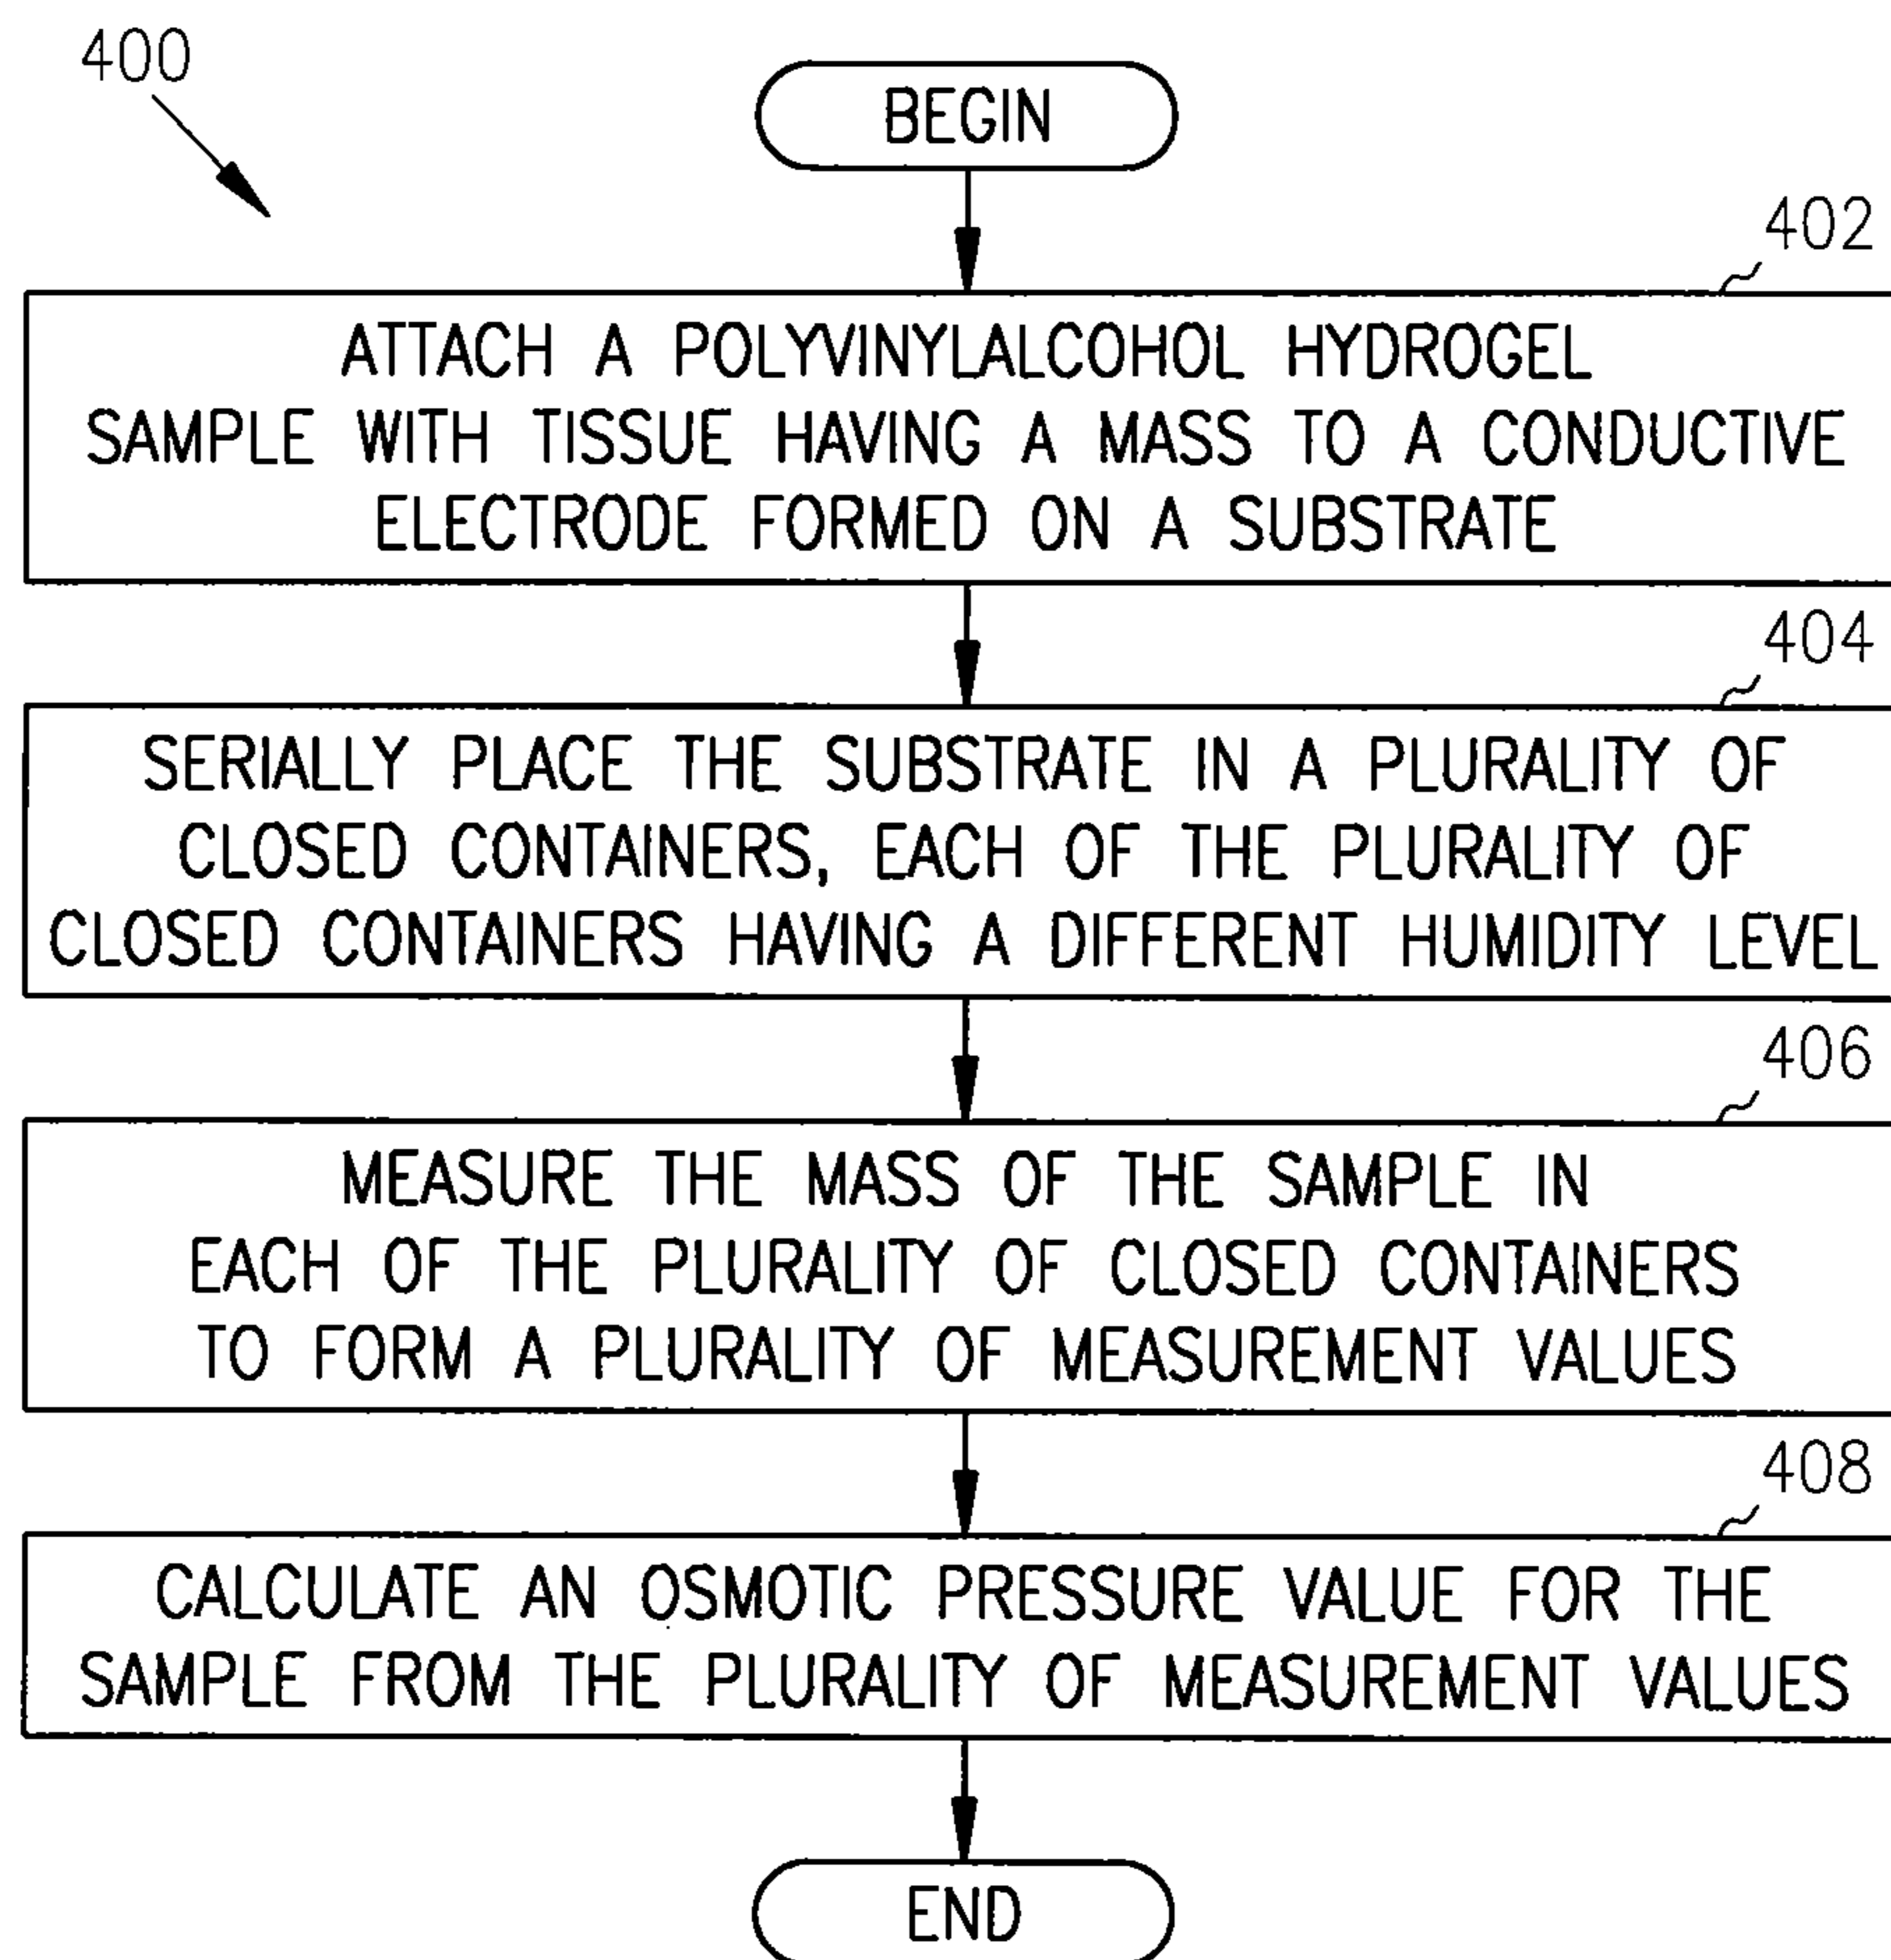 400
BEGIN
402
ATTACH A POLYVINYLALCOHOL HYDROGEL
SAMPLE WITH TISSUE HAVING A MASS TO A CONDUCTIVE
ELECTRODE FORMED ON A SUBSTRATE
404
SERIALLY PLACE THE SUBSTRATE IN A PLURALITY OF
CLOSED CONTAINERS, EACH OF THE PLURALITY OF
CLOSED CONTAINERS HAVING A DIFFERENT HUMIDITY LEVEL
406
MEASURE THE MASS OF THE SAMPLE IN
EACH OF THE PLURALITY OF CLOSED CONTAINERS
TO FORM A PLURALITY OF MEASUREMENT VALUES
408
CALCULATE AN OSMOTIC PRESSURE VALUE FOR THE
SAMPLE FROM THE PLURALITY OF MEASUREMENT VALUES
END